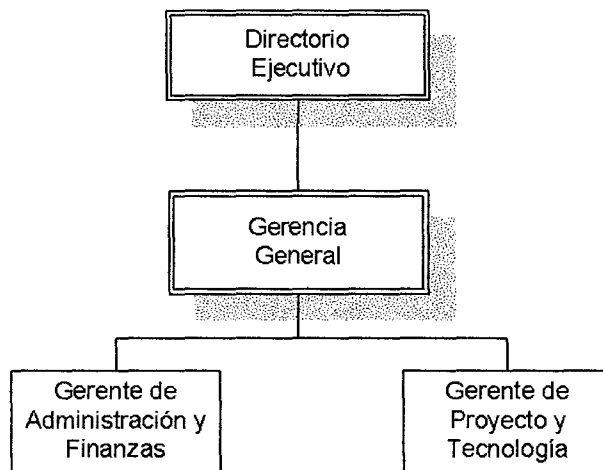 Directorio
Ejecutivo
Gerencia
General
Gerente de
Administración y
Finanzas
Gerente de
Proyecto y
Tecnología